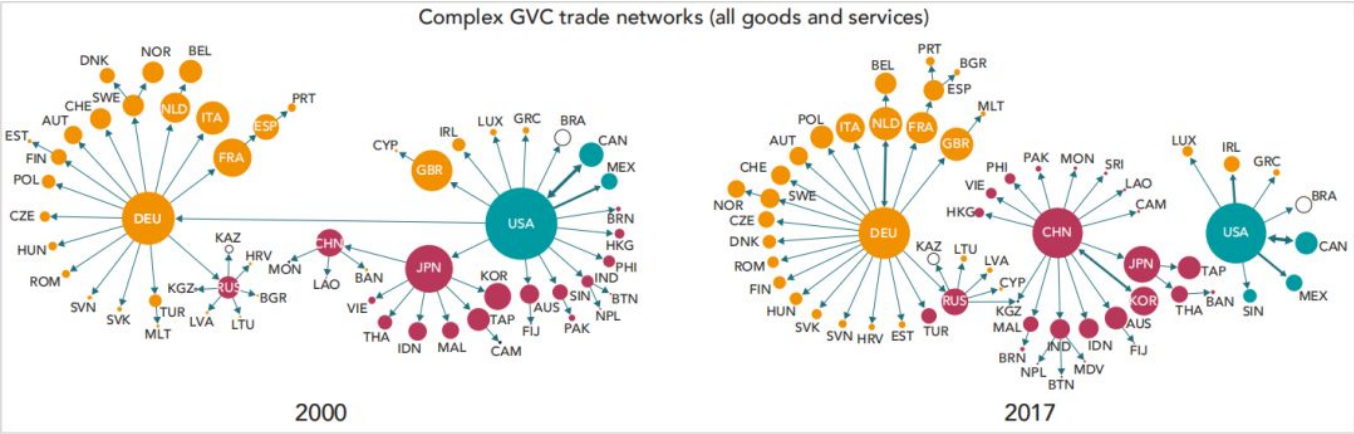 Complex GVC trade networks (all goods and services)
DNK
NOR
BEL
CHE
SWE
NLD
ITA
ESP
PRT
AUT
EST
FIN
FRA
POL
DEU
CZE
HUN
ROM
SVN
SVK
TUR
MLT
KAZ
HRV
KGZ
RUS
BGR
LVA
LTU
CYP
IRL
LUX
GRC
BRA
CAN
MEX
GBR
USA
BRN
HKG
PHI
CHN
MON
LAO
BAN
JPN
VIE
THA
IDN
MAL
KOR
TAP
CAM
AUS
FIJ
SIN
PAK
IND
BTN
NPL
2000
PRT
BGR
BEL
ESP
MLT
POL
ITA
NLD
FRA
GBR
AUT
CHE
SWE
NOR
CZE
DEU
DNK
ROM
FIN
HUN
SVK
SVN
HRV
EST
TUR
KAZ
LTU
LVA
CYP
RUS
KGZ
PHI
PAK
MON
SRI
VIE
LAO
HKG
CAM
CHN
JPN
TAP
KOR
THA
BAN
MAL
BRN
IND
NPL
BTN
MDV
IDN
AUS
FIJ
LUX
IRL
GRC
BRA
USA
CAN
MEX
SIN
2017